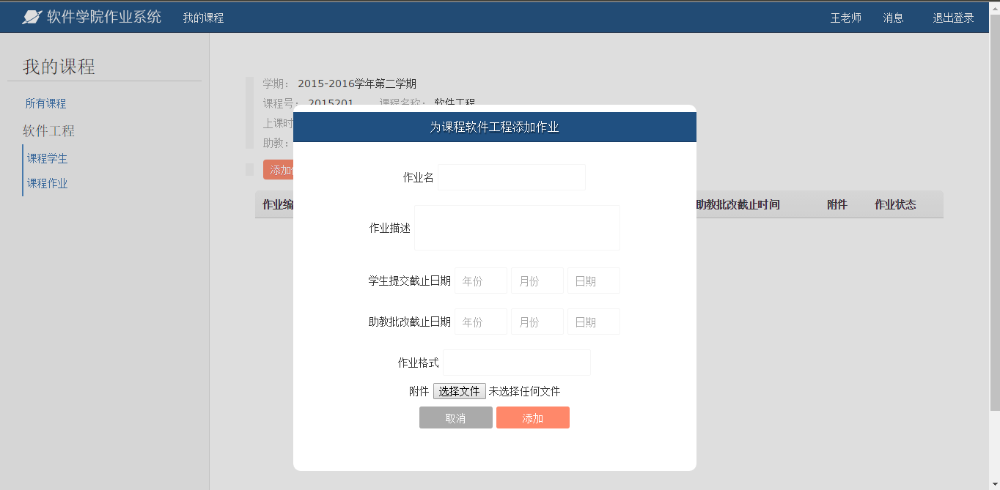 软件学院作业系统 我的课程 王老师 消息 退出登录
我的课程
所有课程
软件工程
课程学生
课程作业
学期： 2015-2016学年第二学期
课程号： 2015201 课程名称： 软件工程
上课时
助教：
添加
作业编 助教批改截止时间 附件 作业状态
为课程软件工程添加作业
作业名
作业描述
学生提交截止日期 年份 月份 日期
助教批改截止日期 年份 月份 日期
作业格式
附件 选择文件 未选择任何文件
取消 添加